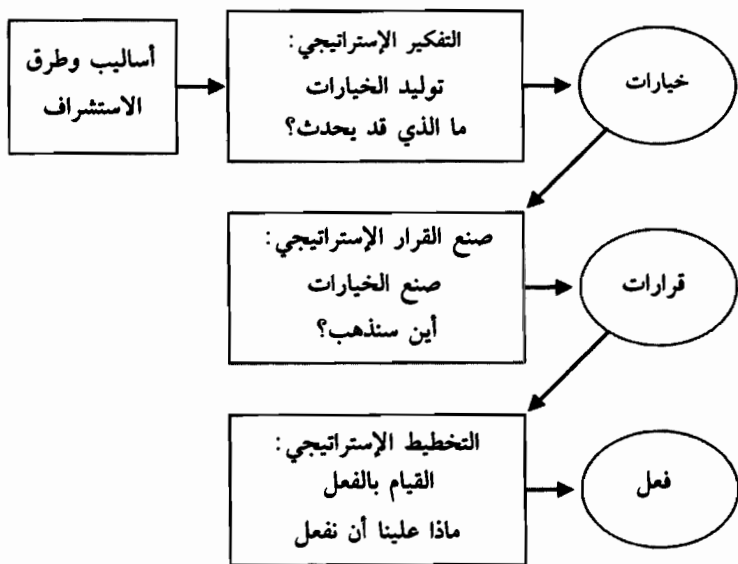 أساليب وطرق
الاستشراف
التفكير الإستراتيجي:
توليد الخيارات
ما الذي قد يحدث؟
خيارات
صنع القرار الإستراتيجي:
صنع الخيارات
أين سنذهب؟
قرارات
التخطيط الإستراتيجي:
القيام بالفعل
ماذا علينا أن نفعل
فعل